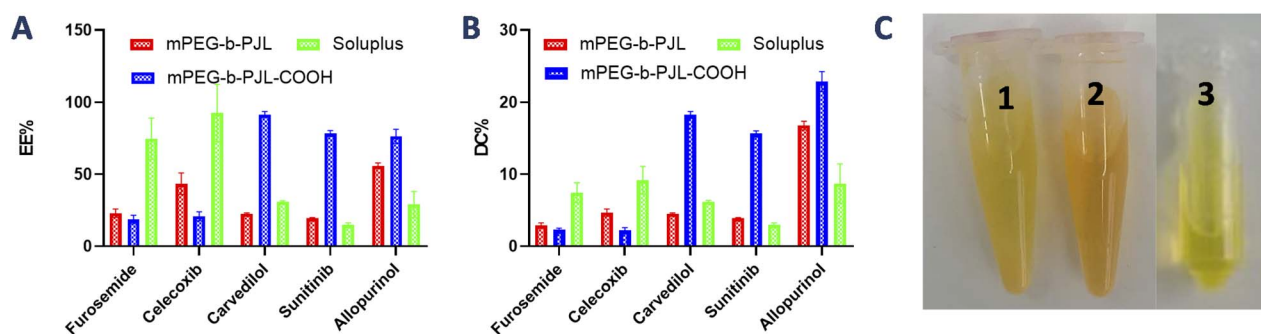 A
EE%
150
100
50
0
mPEG-b-PJL
Soluplus
mPEG-b-PJL-COOH
Furosemide
Celecoxib
Carvedilol
Sunitinib
Allopurinol
B
DC%
30
20
10
0
mPEG-b-PJL
Soluplus
mPEG-b-PJL-COOH
Furosemide
Celecoxib
Carvedilol
Sunitinib
Allopurinol
C
1
2
3